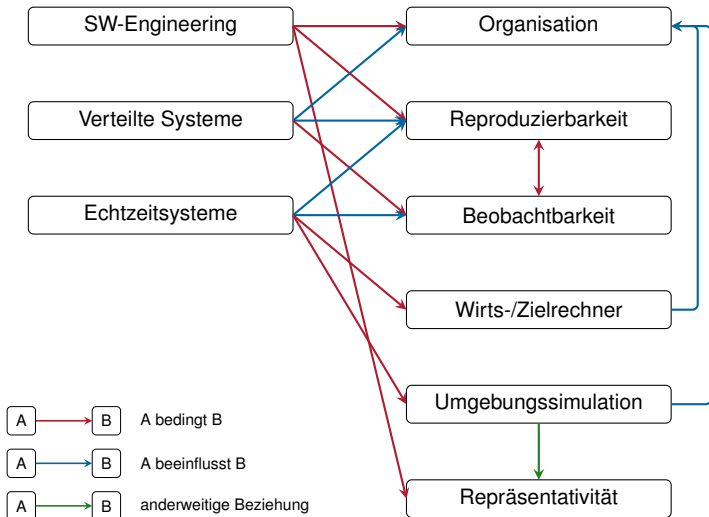 SW-Engineering
Organisation
Verteilte Systeme
Reproduzierbarkeit
Echtzeitsysteme
Beobachtbarkeit
Wirts-/Zielrechner
Umgebungssimulation
Repräsentativität
A B A bedingt B
A B A beeinflusst B
A B anderweitige Beziehung